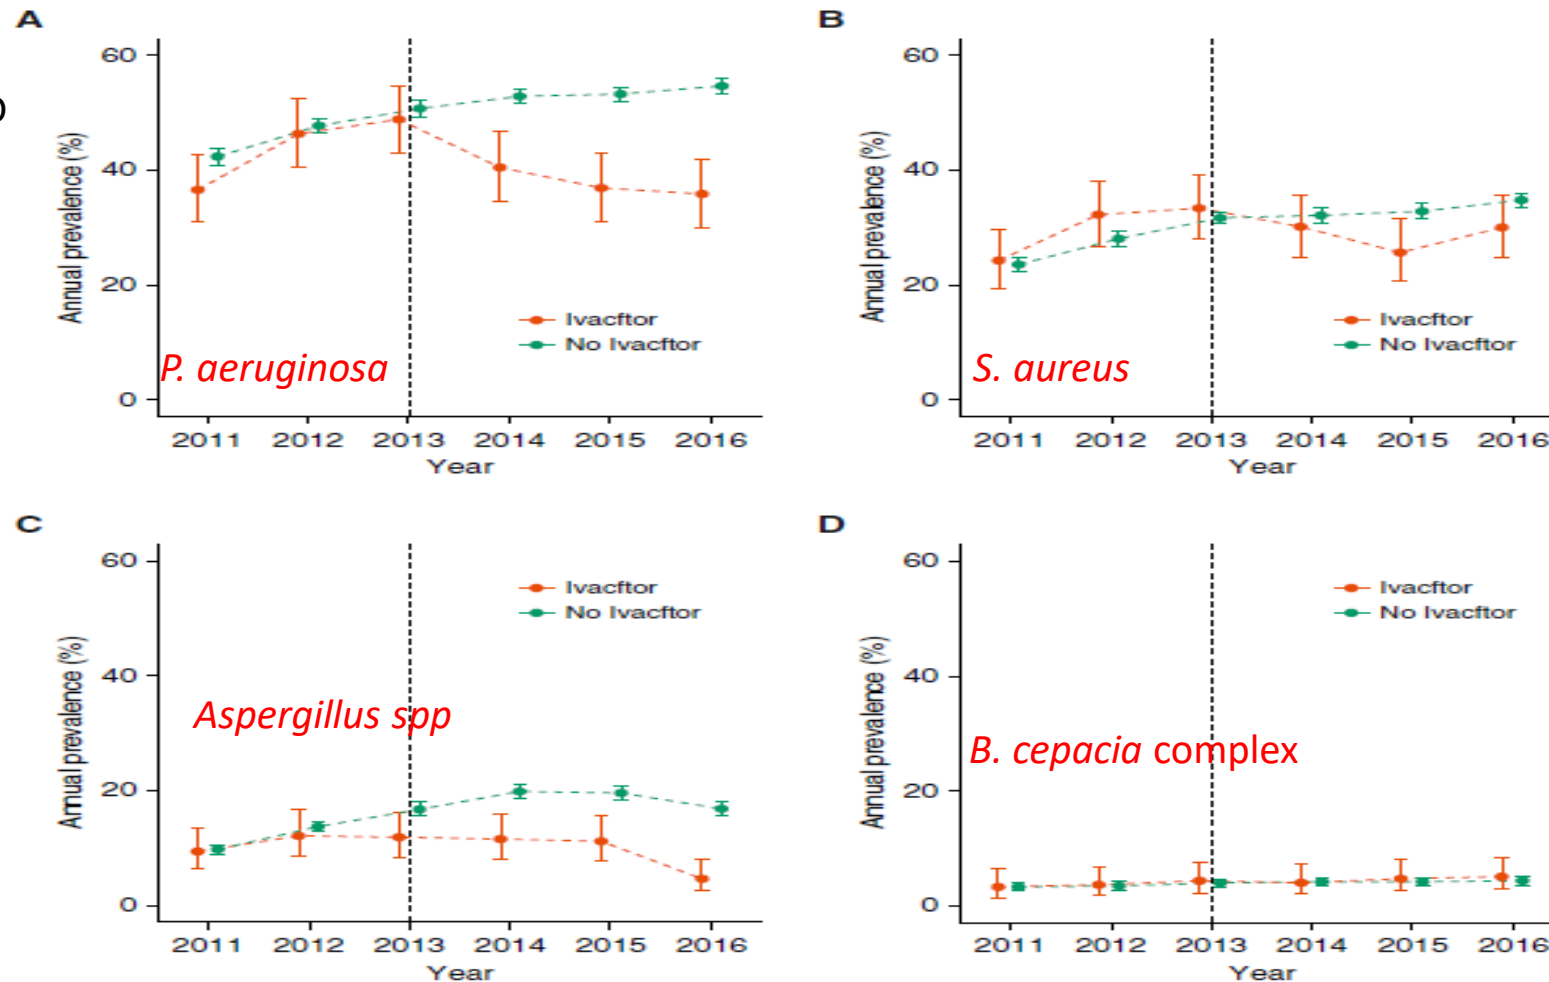 A
60
40
20
0
Annual prevalence (%)
Ivacftor
No Ivacftor
P. aeruginosa
2011 2012 2013 2014 2015 2016
Year
B
60
40
20
0
Annual prevalence (%)
Ivacftor
No Ivacftor
S. aureus
2011 2012 2013 2014 2015 2016
Year
C
60
40
20
0
Annual prevalence (%)
Ivacftor
No Ivacftor
Aspergillus spp
2011 2012 2013 2014 2015 2016
Year
D
60
40
20
0
Annual prevalence (%)
Ivacftor
No Ivacftor
B. cepacia complex
2011 2012 2013 2014 2015 2016
Year